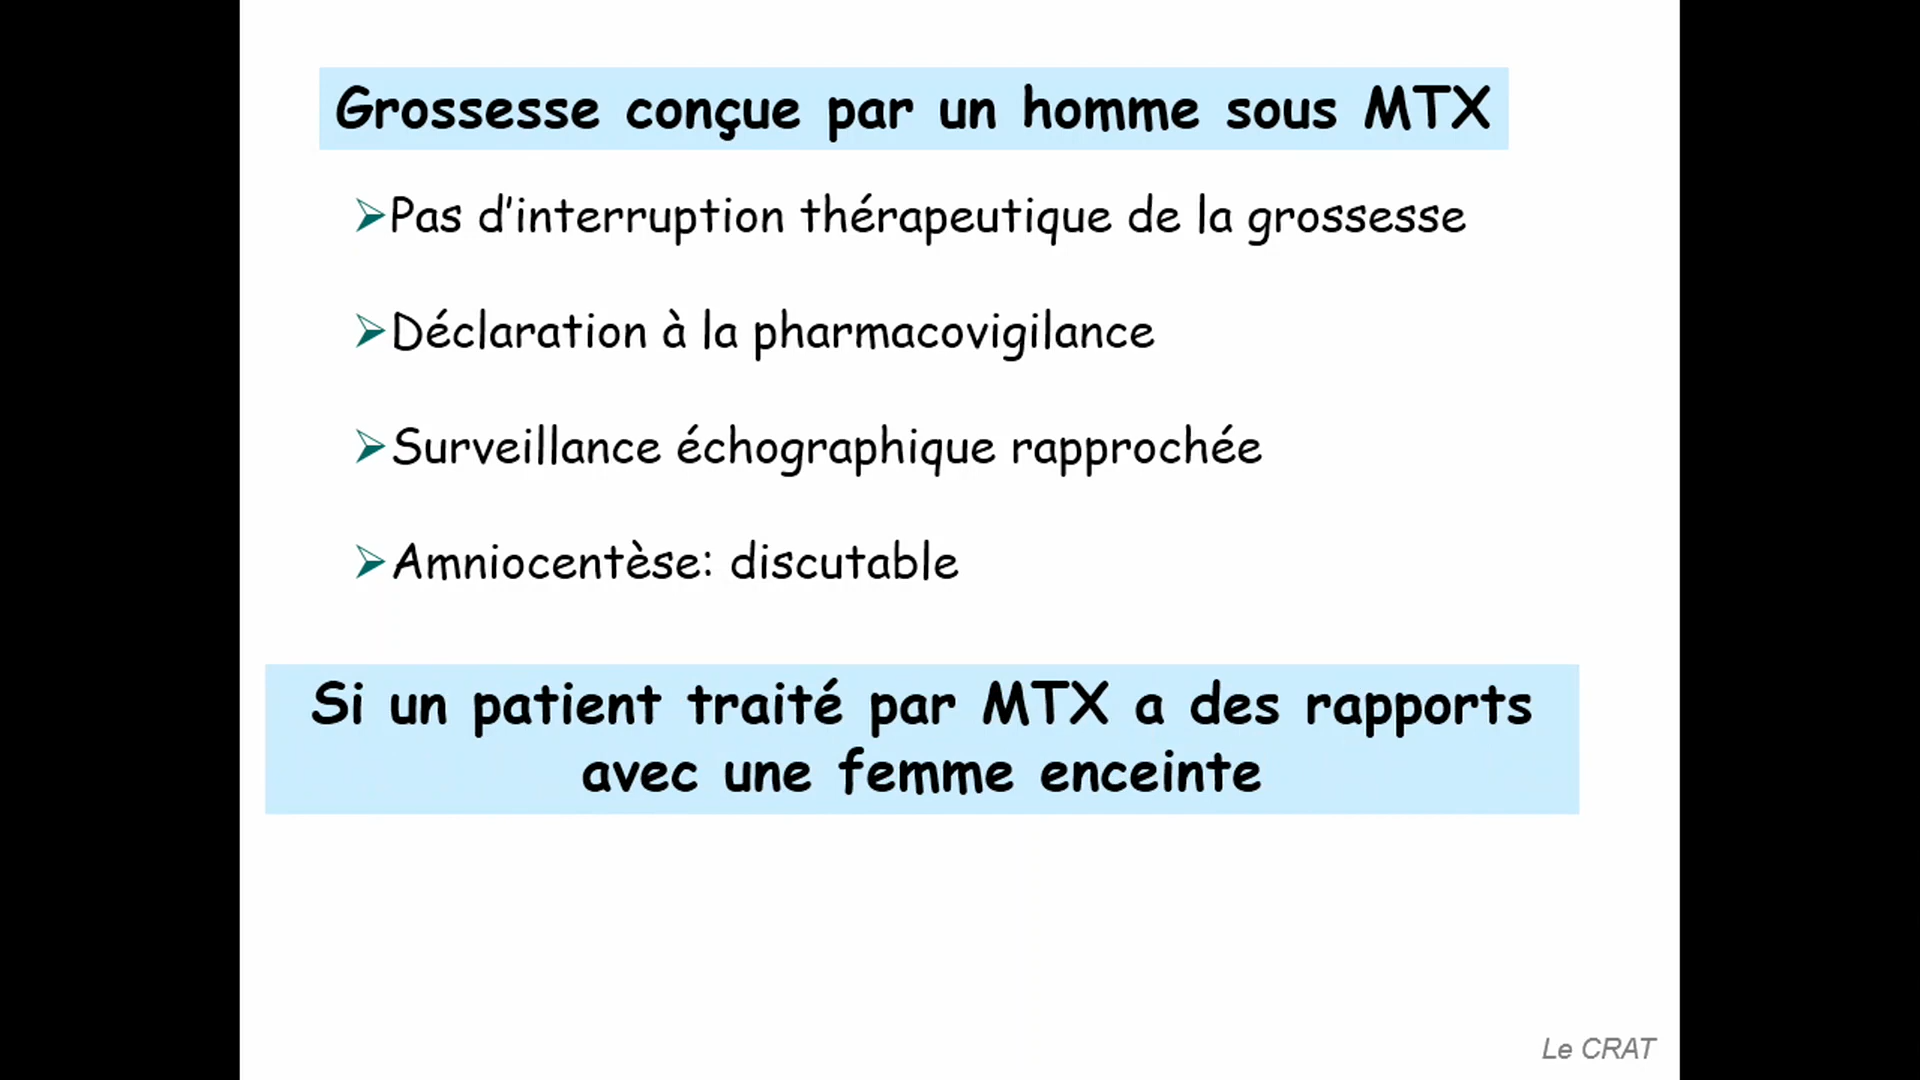 Grossesse conçue par un homme sous MTX
➢Pas d'interruption thérapeutique de la grossesse
➢Déclaration à la pharmacovigilance
➢Surveillance échographique rapprochée
➢Amniocentèse: discutable
Si un patient traité par MTX a des rapports
avec une femme enceinte
Le CRAT